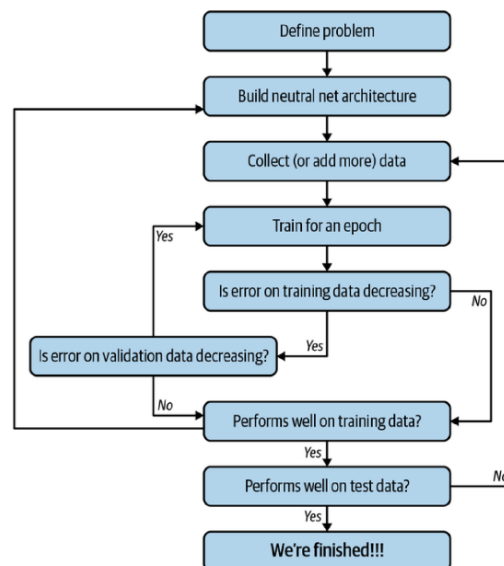 Define problem
Build neutral net architecture
Collect (or add more) data
Train for an epoch
Yes
Is error on training data decreasing?
No
Yes
Is error on validation data decreasing?
No
Performs well on training data?
Yes
Performs well on test data?
No
Yes
We're finished!!!